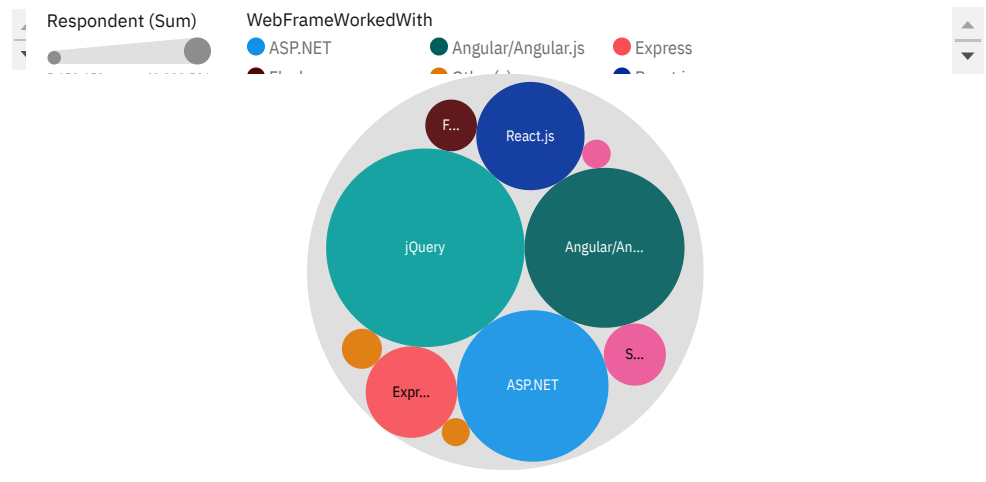 Respondent (Sum)
WebFrameWorkedWith
ASP.NET
Angular/Angular.js
Express
F...
React.js
jQuery
Angular/An...
S...
Expr...
ASP.NET